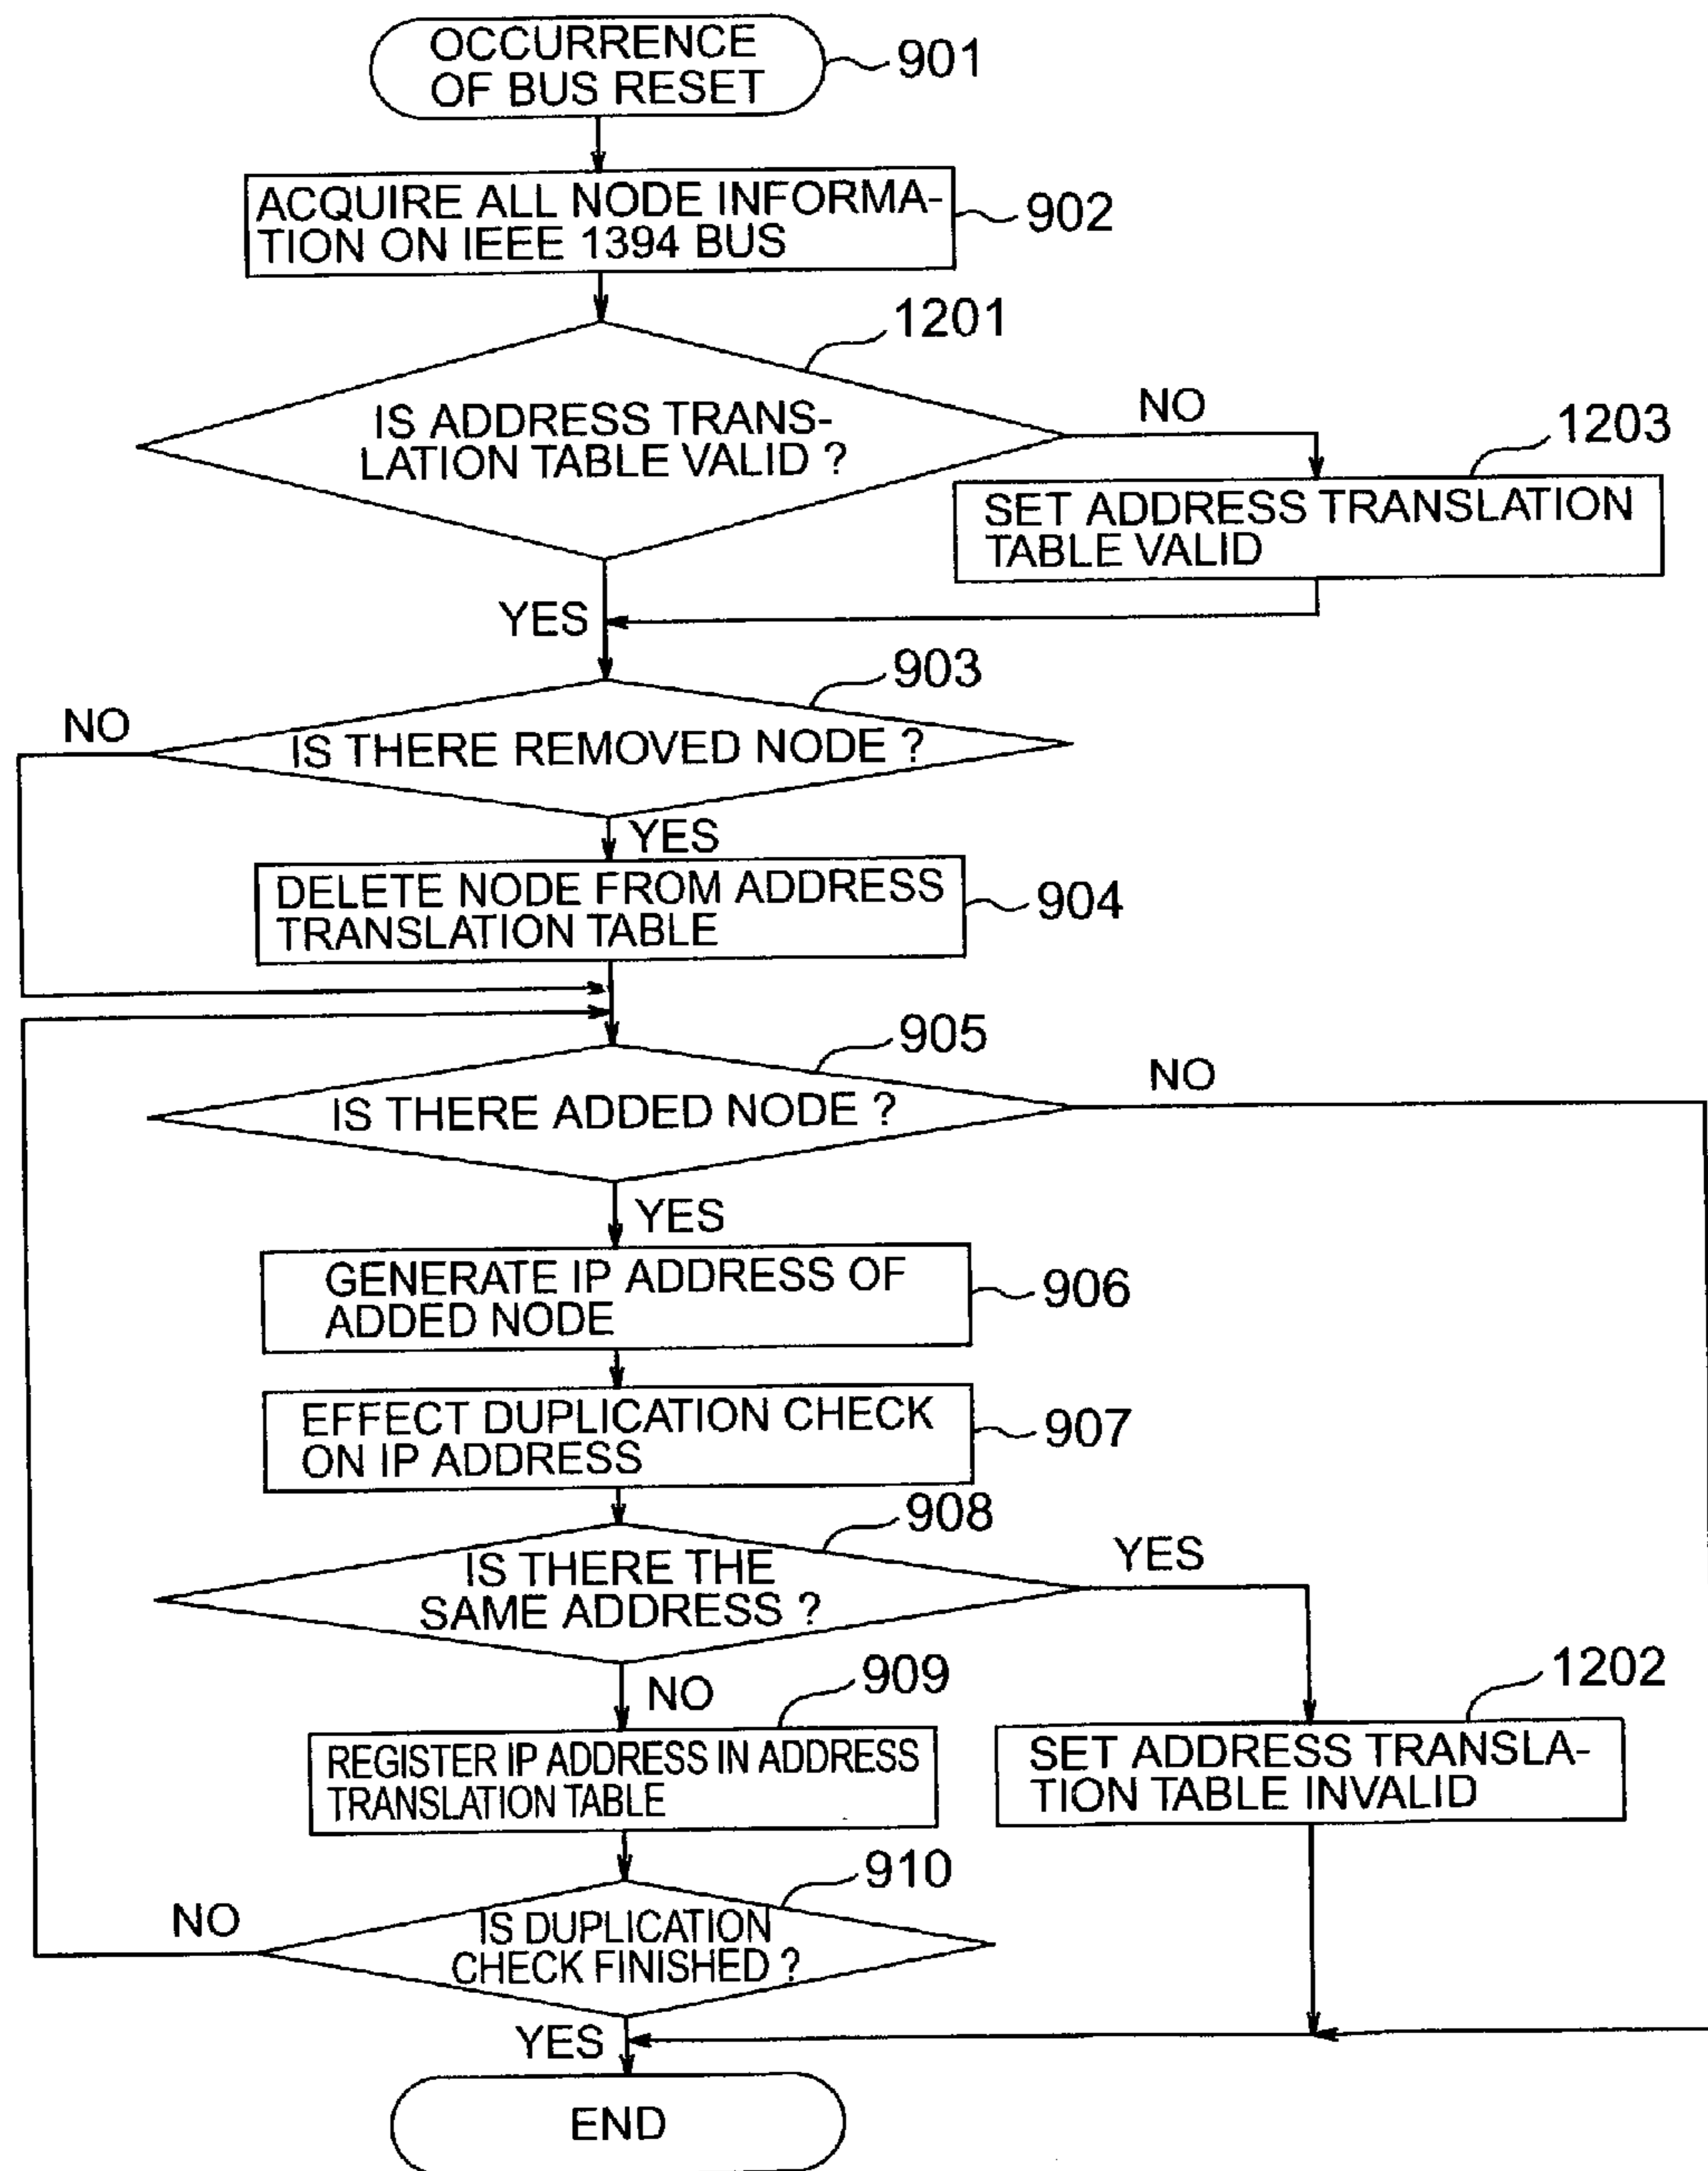 OCCURRENCE
OF BUS RESET
901
ACQUIRE ALL NODE INFORMA-
TION ON IEEE 1394 BUS
902
1201
IS ADDRESS TRANS-
LATION TABLE VALID ?
NO
1203
SET ADDRESS TRANSLATION
TABLE VALID
YES
903
NO
IS THERE REMOVED NODE ?
YES
DELETE NODE FROM ADDRESS
TRANSLATION TABLE
904
905
NO
IS THERE ADDED NODE ?
YES
GENERATE IP ADDRESS OF
ADDED NODE
906
EFFECT DUPLICATION CHECK
ON IP ADDRESS
907
908
IS THERE THE
SAME ADDRESS ?
YES
NO
909
1202
REGISTER IP ADDRESS IN ADDRESS
TRANSLATION TABLE
SET ADDRESS TRANSLA-
TION TABLE INVALID
910
NO
IS DUPLICATION
CHECK FINISHED ?
YES
END